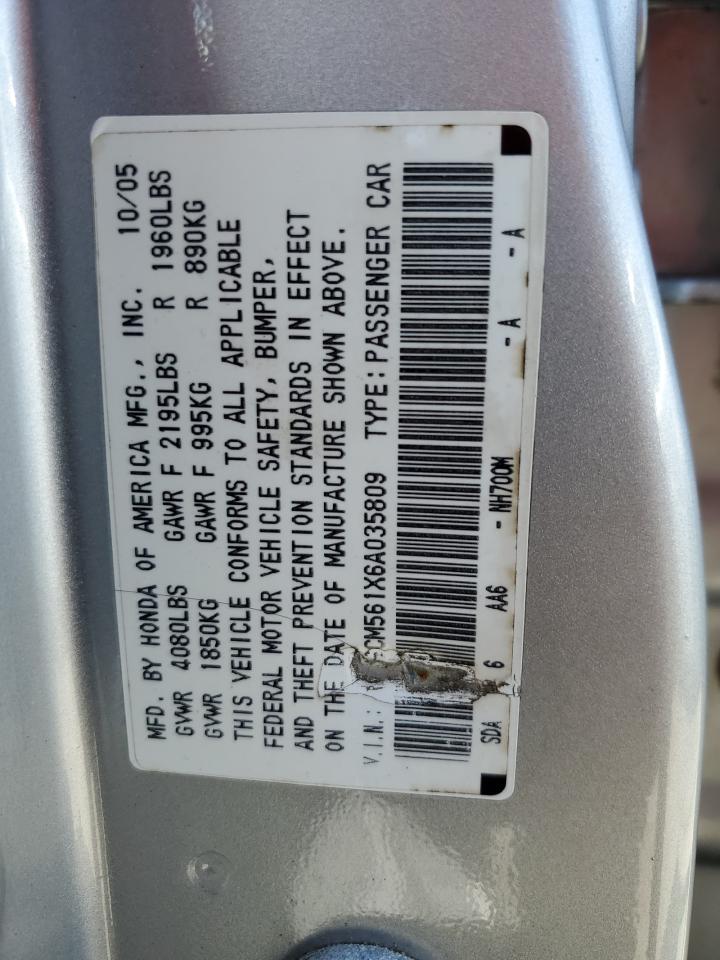 MFD. BY HONDA OF AMERICA MFG., INC. 10/05
GVWR 4080LBS GAWR F 2195LBS R 1960LBS
GVWR 1850KG GAWR F 995KG R 890KG
THIS VEHICLE CONFORMS TO ALL APPLICABLE
FEDERAL MOTOR VEHICLE SAFETY, BUMPER,
AND THEFT PREVENTION STANDARDS IN EFFECT
ON THE DATE OF MANUFACTURE SHOWN ABOVE.
V.I.N.: CM561X6A035809 TYPE:PASSENGER CAR
SDA 6 AA6 - NH700M - A - A